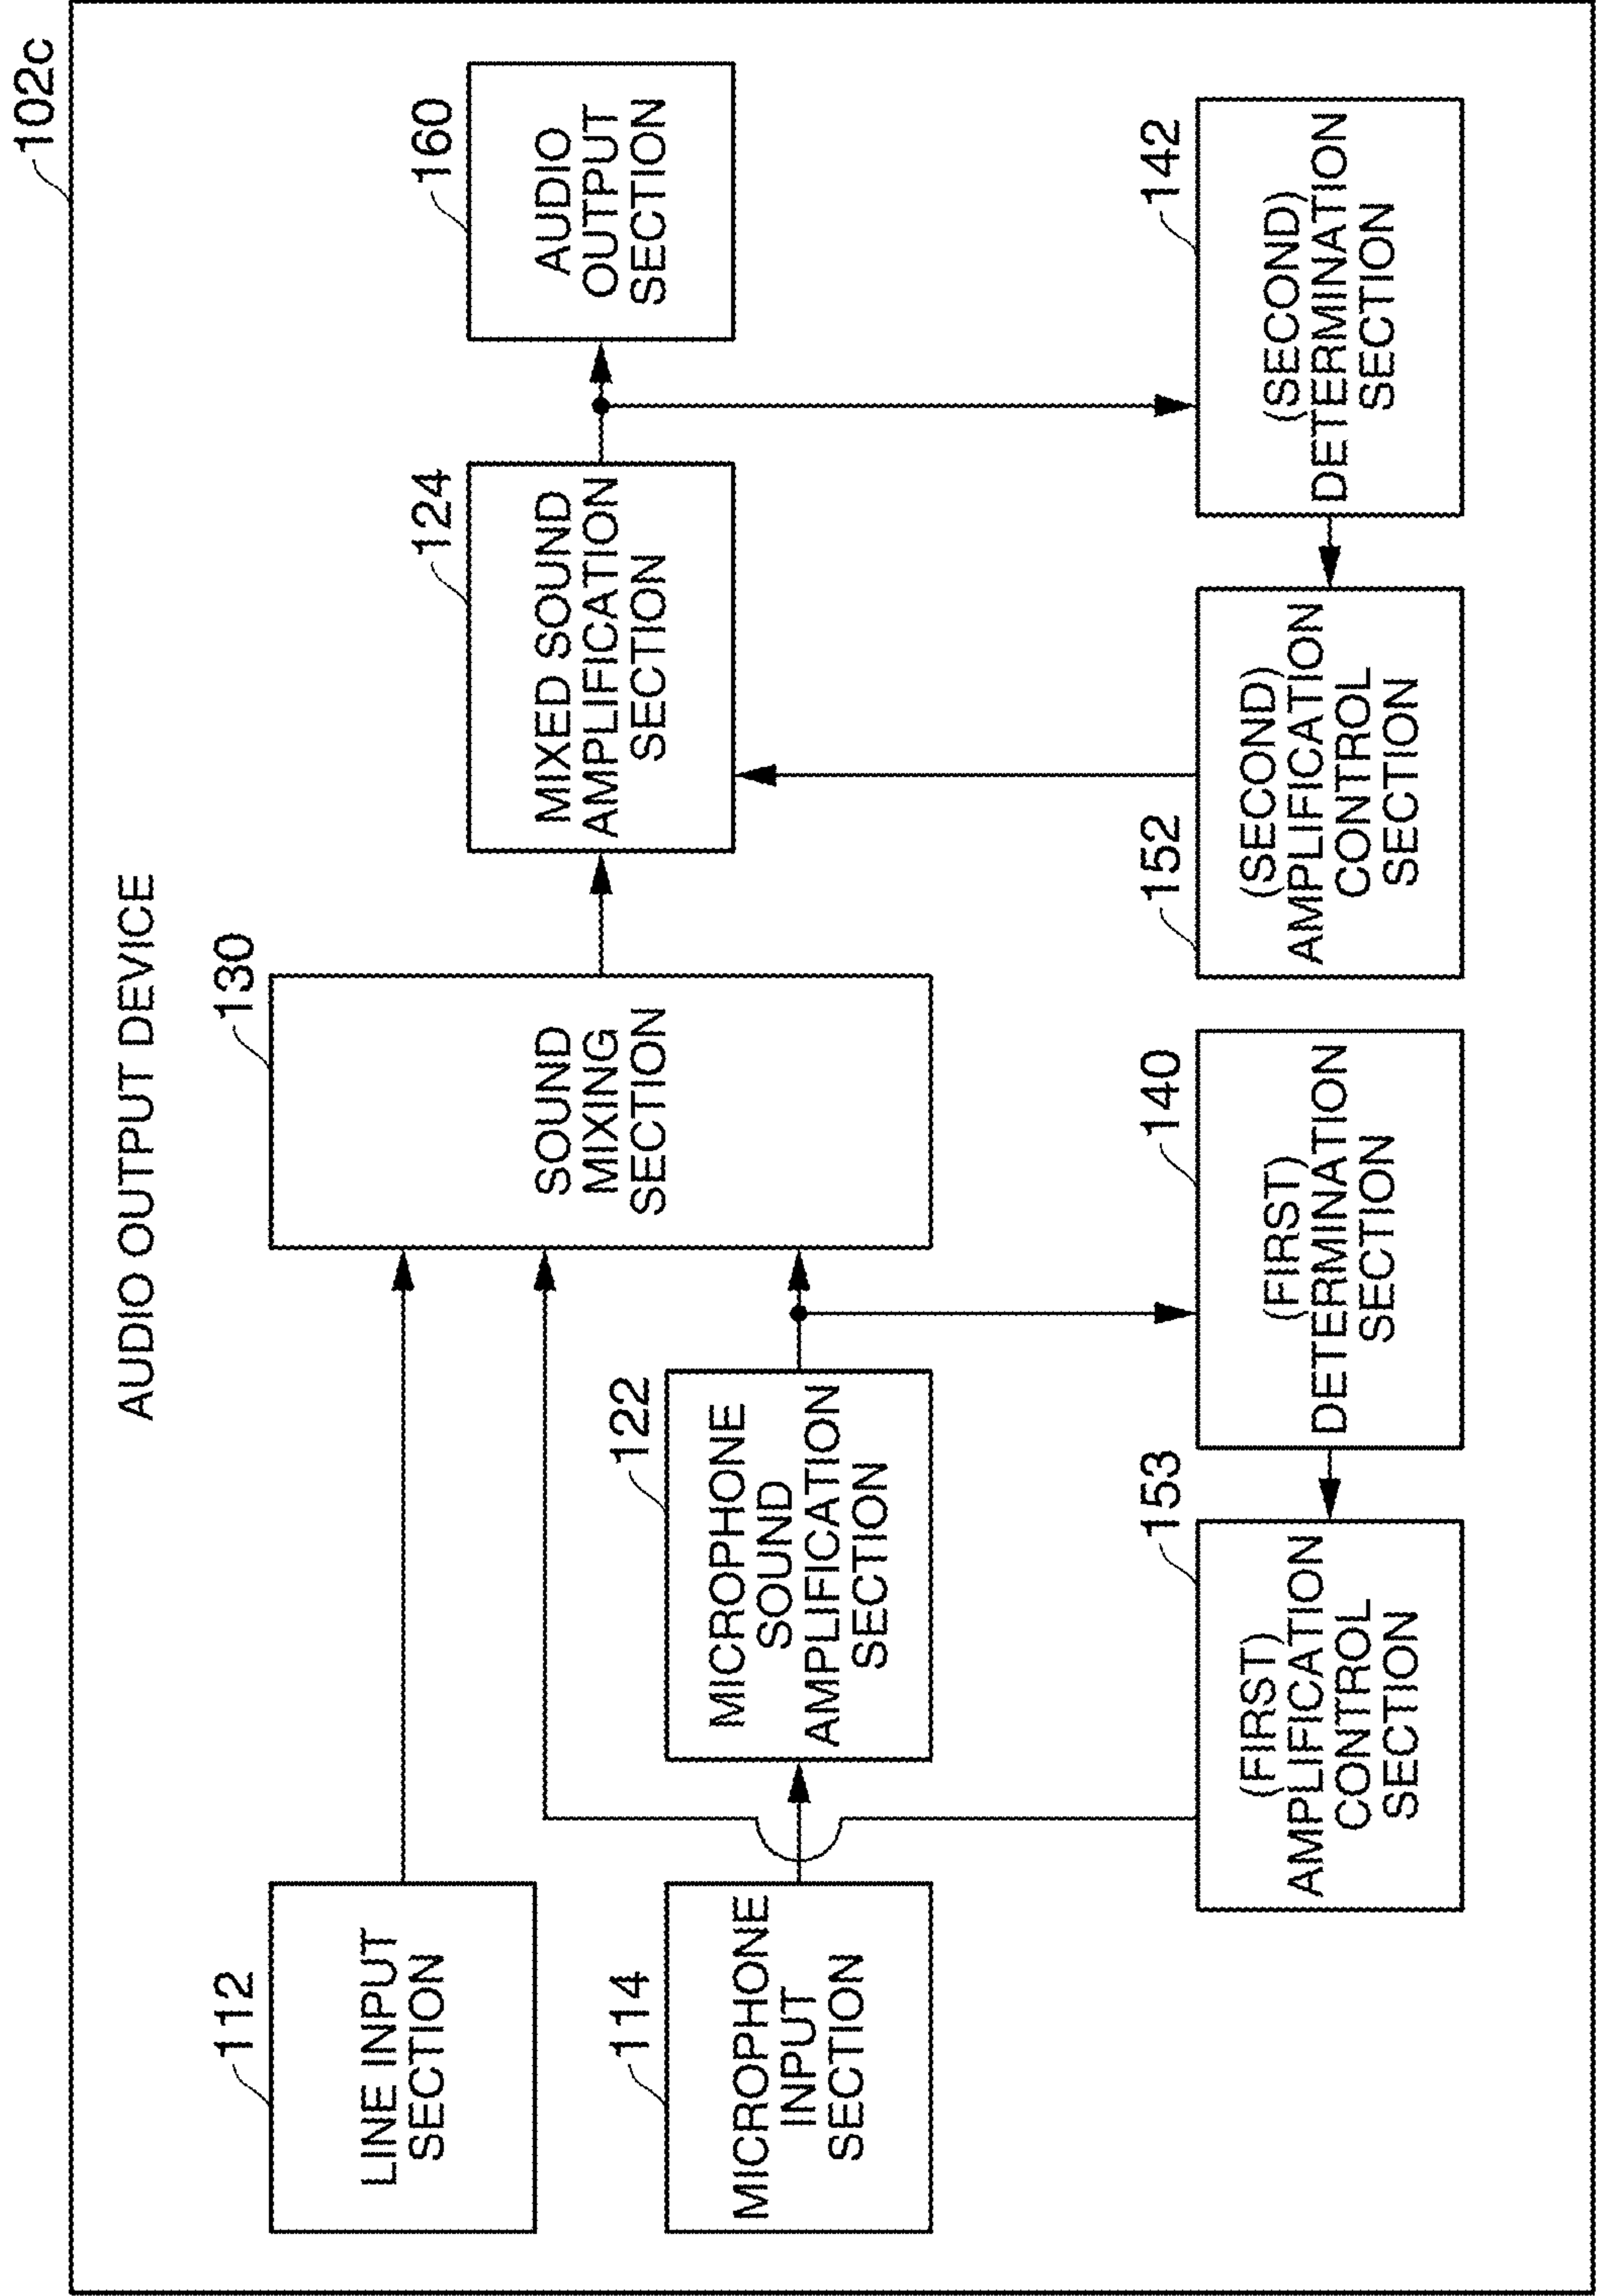 102c
AUDIO OUTPUT DEVICE
112
LINE INPUT
SECTION
114
MICROPHONE
INPUT
SECTION
122
MICROPHONE
SOUND
AMPLIFICATION
SECTION
130
SOUND
MIXING
SECTION
124
MIXED SOUND
AMPLIFICATION
SECTION
160
AUDIO
OUTPUT
SECTION
153
(FIRST)
AMPLIFICATION
CONTROL
SECTION
140
(FIRST)
DETERMINATION
SECTION
152
(SECOND)
AMPLIFICATION
CONTROL
SECTION
142
(SECOND)
DETERMINATION
SECTION